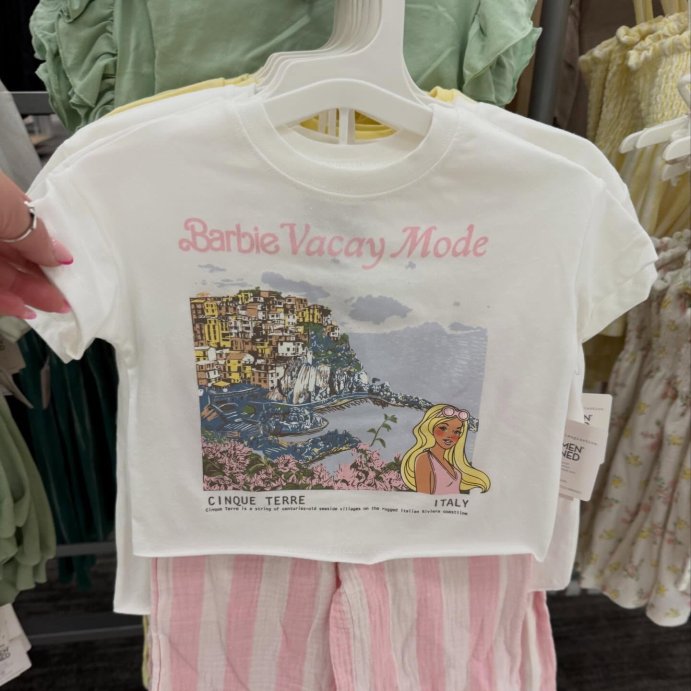 Barbie Vacay Mode
CINQUE TERRE ITALY
Cinque Terre is a string of centuries-old seaside villages on the rugged Italian Riviera coastline